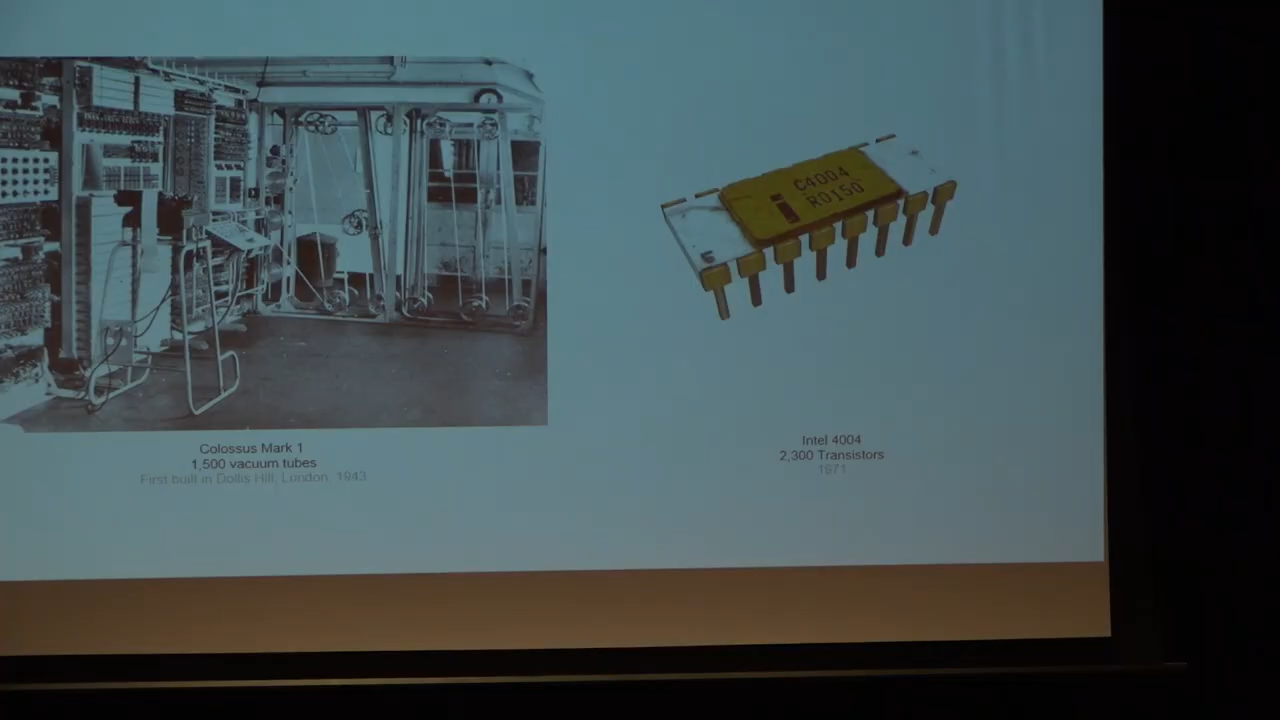 C4004
R0150
i
Colossus Mark 1
1,500 vacuum tubes
First built in Dollis Hill, London, 1943
Intel 4004
2,300 Transistors
1971